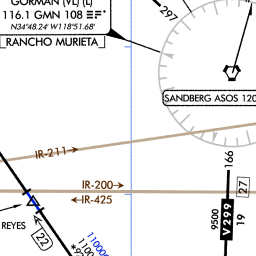 GORMAN (VL) (L)
116.1 GMN 108
N34°48.24' W118°51.68'
RANCHO MURIETA
297
SANDBERG ASOS 120
IR-211
166
IR-200
IR-425
27
REYES
22
9500
V299
19
11000